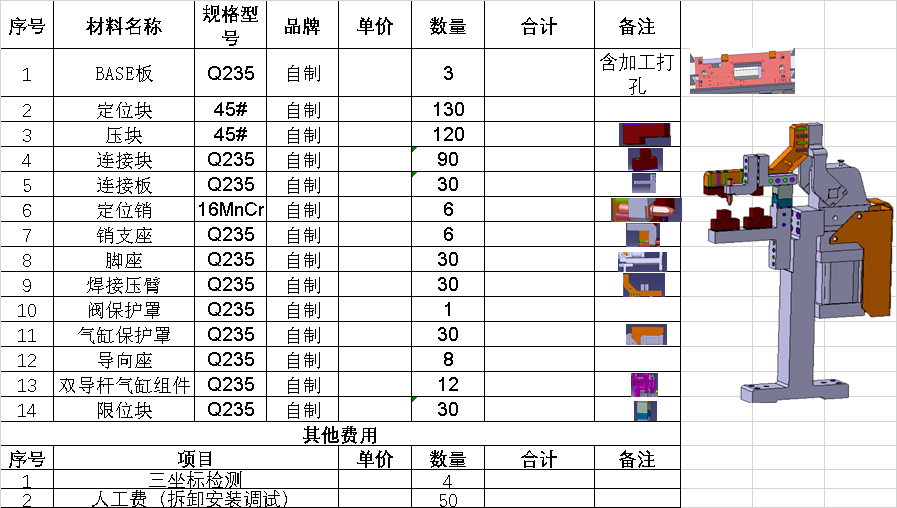 序号 材料名称 规格型号 品牌 单价 数量 合计 备注
1 BASE板 Q235 自制 3 含加工打孔
2 定位块 45# 自制 130
3 压块 45# 自制 120
4 连接块 Q235 自制 90
5 连接板 Q235 自制 30
6 定位销 16MnCr 自制 6
7 销支座 Q235 自制 6
8 脚座 Q235 自制 30
9 焊接压臂 Q235 自制 30
10 阀保护罩 Q235 自制 1
11 气缸保护罩 Q235 自制 30
12 导向座 Q235 自制 8
13 双导杆气缸组件 Q235 自制 12
14 限位块 Q235 自制 30
其他费用
序号 项目 单价 数量 合计 备注
1 三坐标检测 4
2 人工费（拆卸安装调试） 50